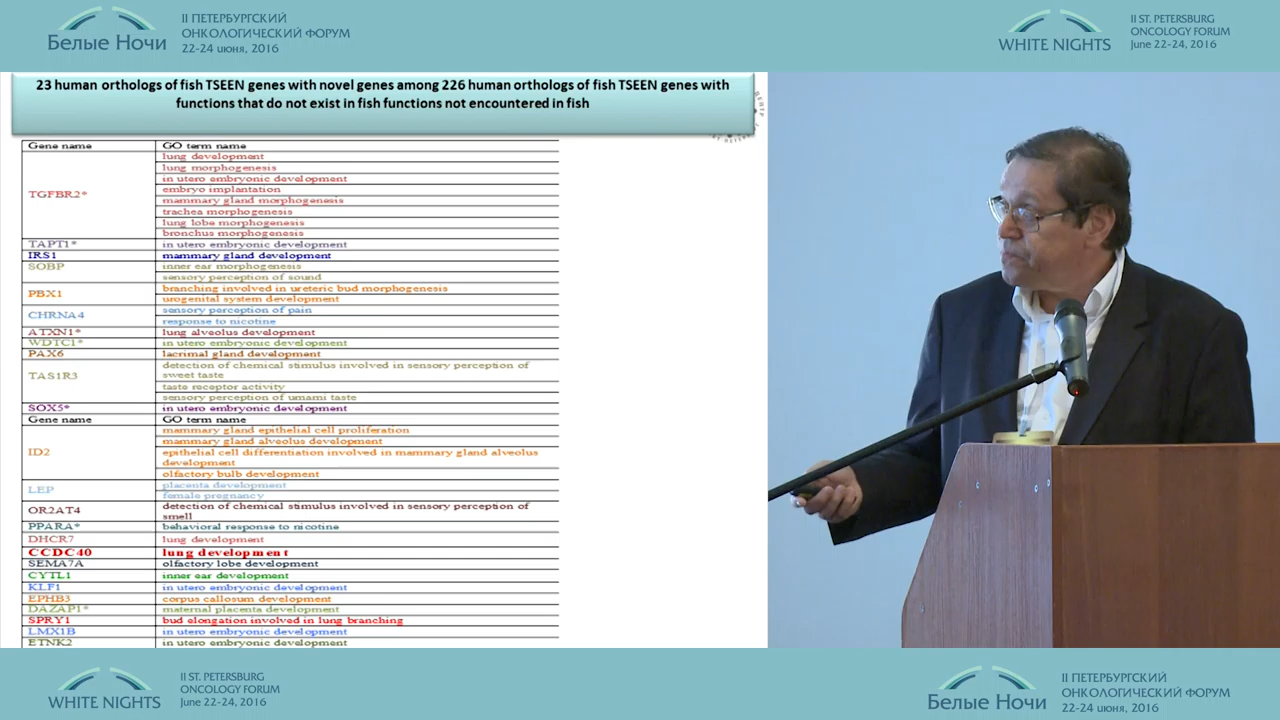 Белые Ночи
II ПЕТЕРБУРГСКИЙ
ОНКОЛОГИЧЕСКИЙ ФОРУМ
22-24 июня, 2016
WHITE NIGHTS
II ST. PETERSBURG
ONCOLOGY FORUM
June 22-24, 2016
23 human orthologs of fish TSEEN genes with novel genes among 226 human orthologs of fish TSEEN genes with
functions that do not exist in fish functions not encountered in fish
Gene name GO term name
TGFBR2* lung development
lung morphogenesis
in utero embryonic development
embryo implantation
mammary gland morphogenesis
trachea morphogenesis
lung lobe morphogenesis
bronchus morphogenesis
TAPT1* in utero embryonic development
IRS1 mammary gland development
SOBP inner ear morphogenesis
sensory perception of sound
PBX1 branching involved in ureteric bud morphogenesis
urogenital system development
CHRNA4 sensory perception of pain
response to nicotine
ATXN1* lung alveolus development
WDTC1* in utero embryonic development
PAX6 lacrimal gland development
TAS1R3 detection of chemical stimulus involved in sensory perception of
sweet taste
taste receptor activity
sensory perception of umami taste
SOX5* in utero embryonic development
Gene name GO term name
ID2 mammary gland epithelial cell proliferation
mammary gland alveolus development
epithelial cell differentiation involved in mammary gland alveolus
development
olfactory bulb development
LEP placenta development
female pregnancy
OR2AT4 detection of chemical stimulus involved in sensory perception of
smell
PPARA* behavioral response to nicotine
DHCR7 lung development
CCDC40 lung development
SEMA7A olfactory lobe development
CYTL1 inner ear development
KLF1 in utero embryonic development
EPHB3 corpus callosum development
DAZAP1* maternal placenta development
SPRY1 bud elongation involved in lung branching
LMX1B in utero embryonic development
ETNK2 in utero embryonic development
WHITE NIGHTS
II ST. PETERSBURG
ONCOLOGY FORUM
June 22-24, 2016
Белые Ночи
II ПЕТЕРБУРГСКИЙ
ОНКОЛОГИЧЕСКИЙ ФОРУМ
22-24 июня, 2016